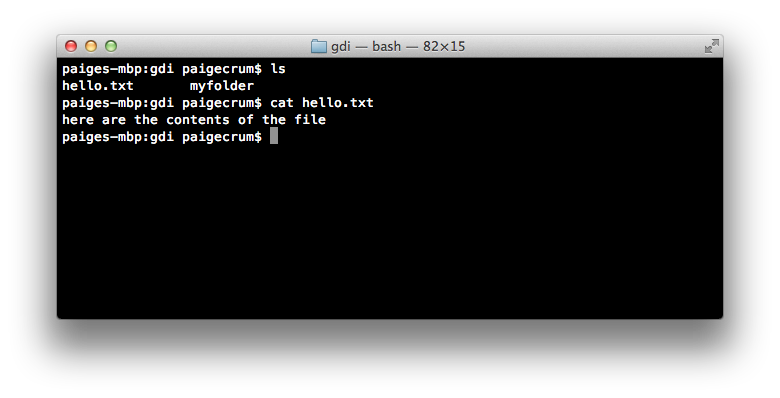 gdi — bash — 82×15
paiges-mbp:gdi paigecrum$ ls
hello.txt       myfolder
paiges-mbp:gdi paigecrum$ cat hello.txt
here are the contents of the file
paiges-mbp:gdi paigecrum$